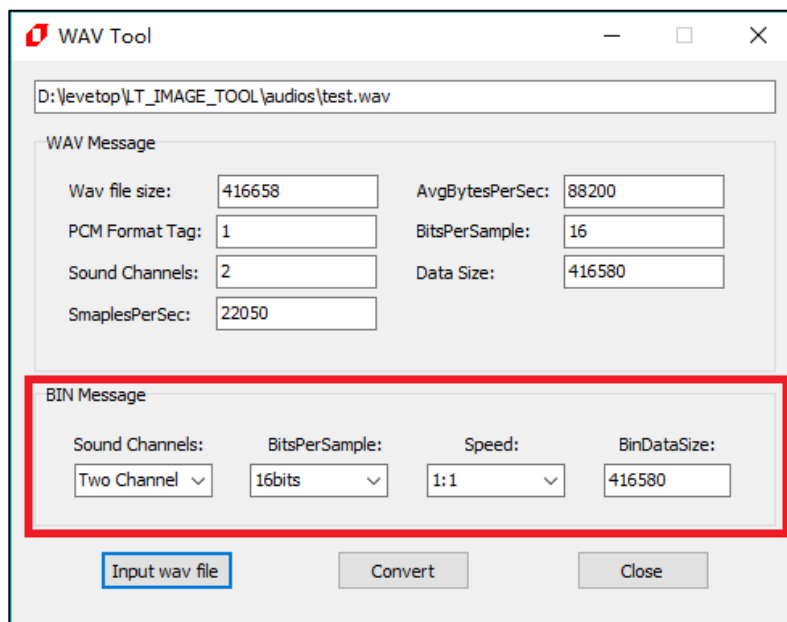 WAV Tool
D:\levetop\LT_IMAGE_TOOL\audios\test.wav
WAV Message
Wav file size: 416658 AvgBytesPerSec: 88200
PCM Format Tag: 1 BitsPerSample: 16
Sound Channels: 2 Data Size: 416580
SmaplesPerSec: 22050
BIN Message
Sound Channels: BitsPerSample: Speed: BinDataSize:
Two Channel 16bits 1:1 416580
Input wav file Convert Close